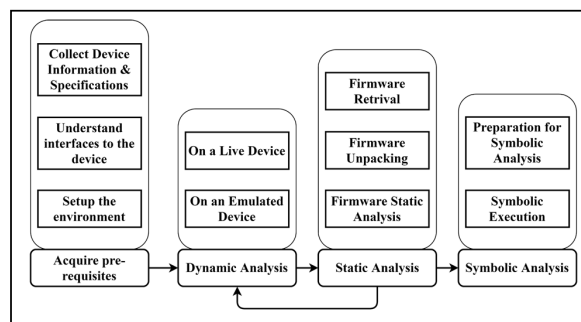 Collect Device
Information &
Specifications
Understand
interfaces to the
device
Setup the
environment
Acquire pre-
requisites
On a Live Device
On an Emulated
Device
Dynamic Analysis
Firmware
Retrival
Firmware
Unpacking
Firmware Static
Analysis
Static Analysis
Preparation for
Symbolic
Analysis
Symbolic
Execution
Symbolic Analysis